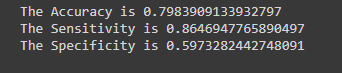 The Accuracy is 0.7983909133932797
The Sensitivity is 0.8646947765890497
The Specificity is 0.5973282442748091